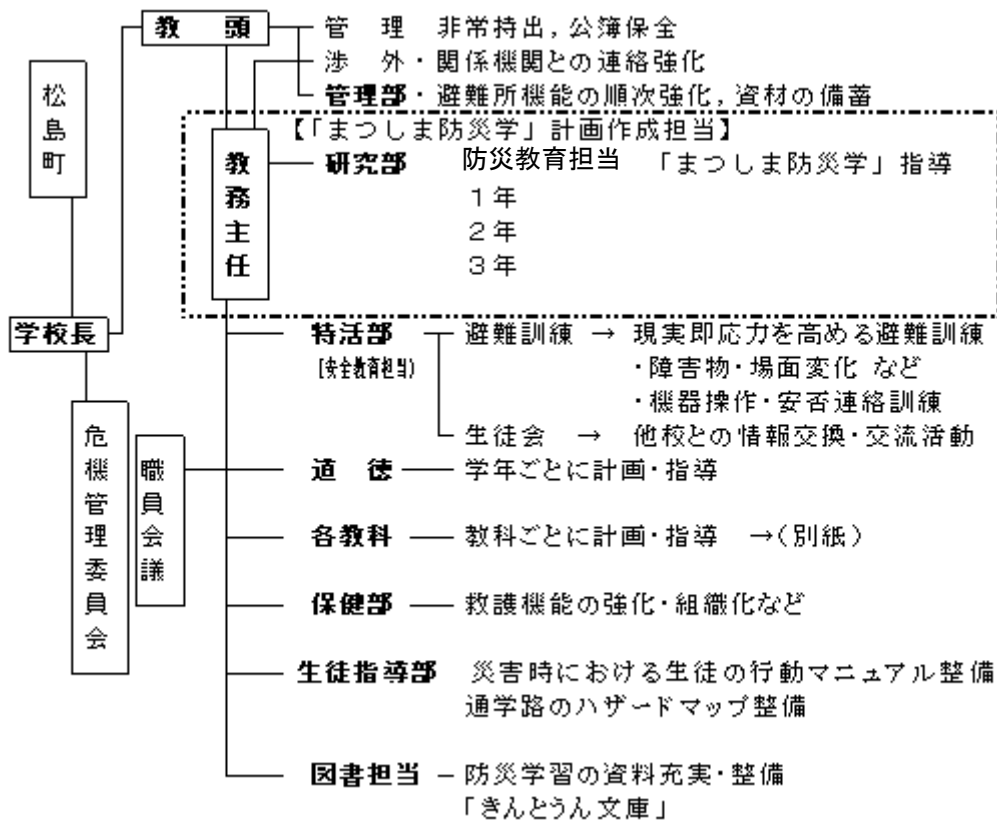 教　頭
管　理　非常持出，公簿保全
渉　外・関係機関との連絡強化
管理部・避難所機能の順次強化，資材の備蓄
松島町
【「まつしま防災学」計画作成担当】
教務主任
研究部　防災教育担当　「まつしま防災学」指導
１年
２年
３年
学校長
特活部　避難訓練　→　現実即応力を高める避難訓練
［安全教育担当］
・障害物・場面変化 など
・機器操作・安否連絡訓練
生徒会　→　他校との情報交換・交流活動
危機管理委員会
職員会議
道　徳　学年ごとに計画・指導
各教科　教科ごとに計画・指導　→（別紙）
保健部　救護機能の強化・組織化など
生徒指導部　災害時における生徒の行動マニュアル整備
通学路のハザードマップ整備
図書担当　防災学習の資料充実・整備
「きんとうん文庫」